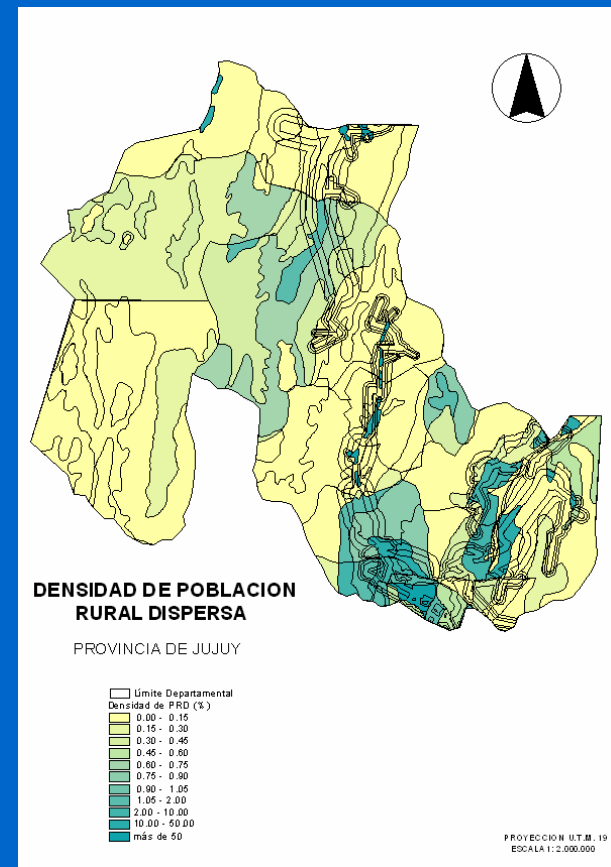 DENSIDAD DE POBLACION
RURAL DISPERSA
PROVINCIA DE JUJUY
Límite Departamental
Densidad de PRD (%)
0.00 - 0.15
0.15 - 0.30
0.30 - 0.45
0.45 - 0.60
0.60 - 0.75
0.75 - 0.90
0.90 - 1.05
1.05 - 2.00
2.00 - 10.00
10.00 - 50.00
más de 50
PROYECCION U.T.M. 19
ESCALA 1: 2.000.000